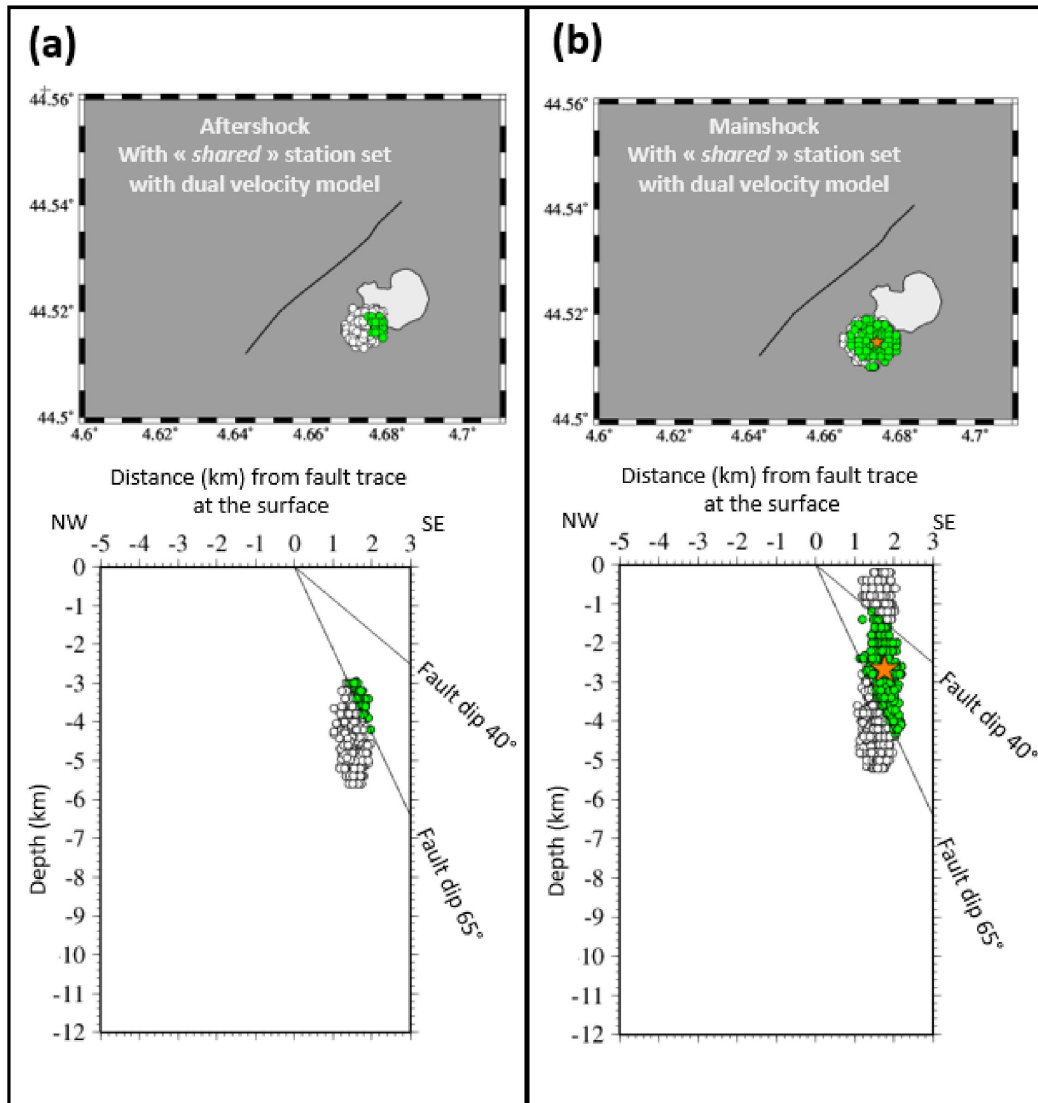 (a)
44.56°
44.54°
44.52°
44.5°
4.6° 4.62° 4.64° 4.66° 4.68° 4.7°
Aftershock
With « shared » station set
with dual velocity model
Distance (km) from fault trace
at the surface
NW SE
-5 -4 -3 -2 -1 0 1 2 3
0
-1
-2
-3
-4
-5
-6
-7
-8
-9
-10
-11
-12
Depth (km)
Fault dip 40°
Fault dip 65°
(b)
44.56°
44.54°
44.52°
44.5°
4.6° 4.62° 4.64° 4.66° 4.68° 4.7°
Mainshock
With « shared » station set
with dual velocity model
Distance (km) from fault trace
at the surface
NW SE
-5 -4 -3 -2 -1 0 1 2 3
0
-1
-2
-3
-4
-5
-6
-7
-8
-9
-10
-11
-12
Depth (km)
Fault dip 40°
Fault dip 65°